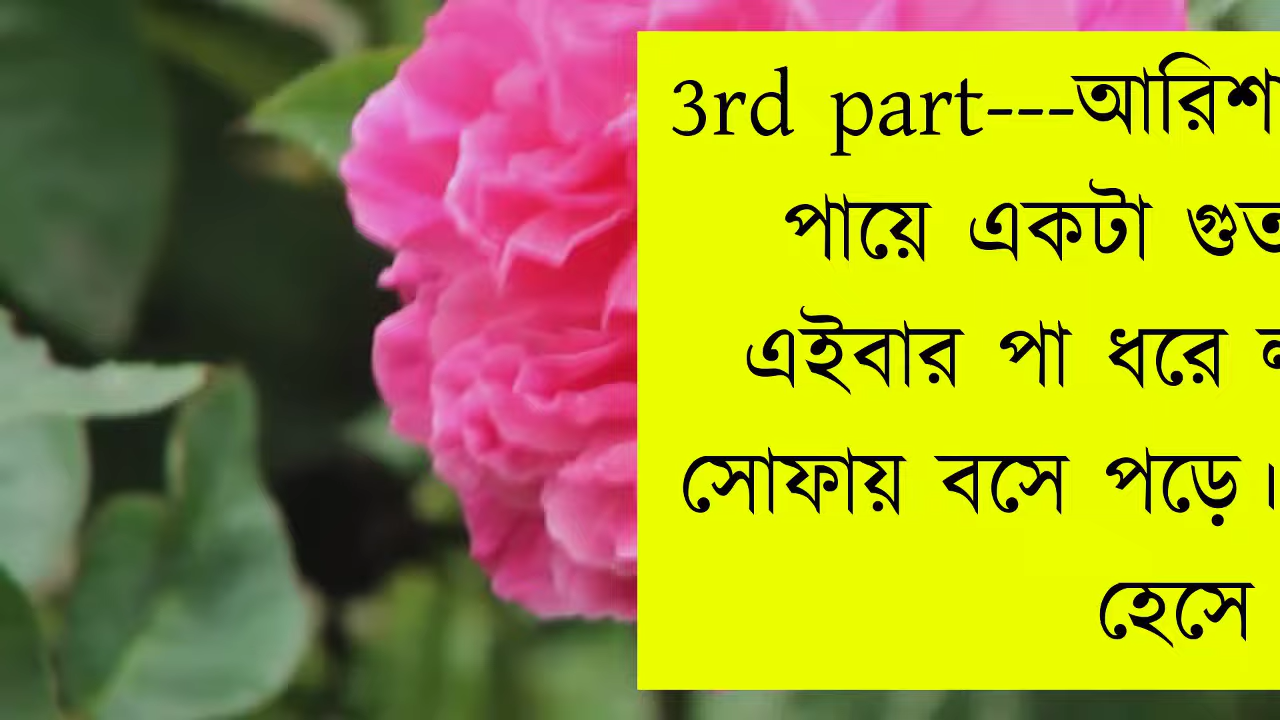 3rd part---আরিশ
পায়ে একটা
এইবার পা ধরে
সোফায় বসে পড়ে।
হেসে